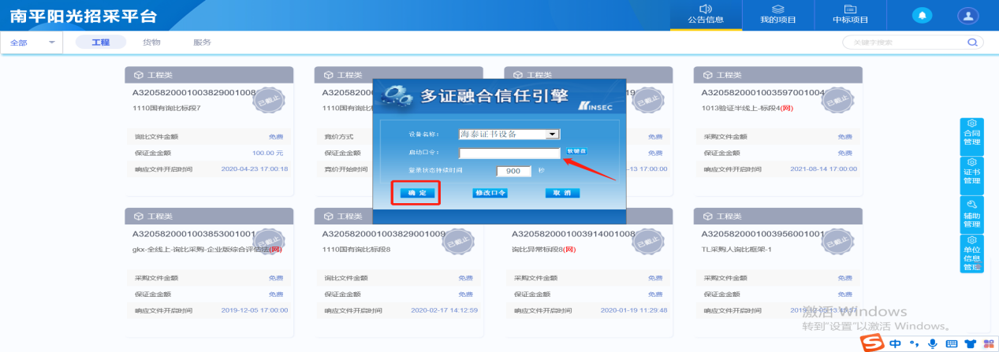 南平阳光招采平台
公告信息
我的项目
中标项目
全部
工程
货物
服务
关键字搜索
工程类
A3205820001003829001008
已截止
1110国有询比标段7
询比文件金额 免费
保证金金额 100.00 元
响应文件开启时间 2020-04-23 17:00:18
工程类
A32058
1110国有询比
竞价方式
保证金金额
竞价开始时间
工程类
19
已截止
免费
免费
-13 17:00:00
工程类
A3205820001003597001004
已截止
1013验证半线上-标段4(网)
采购文件金额 免费
保证金金额 免费
响应文件开启时间 2021-08-14 17:00:00
多证融合信任引擎
KINSEC
设备名称: 海泰证书设备
启动口令: 软键盘
登录状态持续时间 900 秒
确 定
修改口令
取 消
工程类
A3205820001003853001001
已截止
gkx-全线上-询比采购-企业版综合评估法(网)
采购文件金额 免费
保证金金额 免费
响应文件开启时间 2019-12-05 17:00:00
工程类
A3205820001003829001009
已截止
1110国有询比标段8
询比文件金额 免费
保证金金额 免费
响应文件开启时间 2020-02-17 14:12:59
A3205820001003914001008
已截止
询比异常标段8(网)
采购文件金额 免费
保证金金额 免费
响应文件开启时间 2020-01-19 11:29:48
工程类
A3205820001003956001001
已截止
TL采购人询比框架-1
采购文件金额 免费
保证金金额 免费
响应文件开启时间
合同
管理
证书
管理
辅助
管理
单位
信息
管理
激活 Windows
转到"设置"以激活 Windows。
中